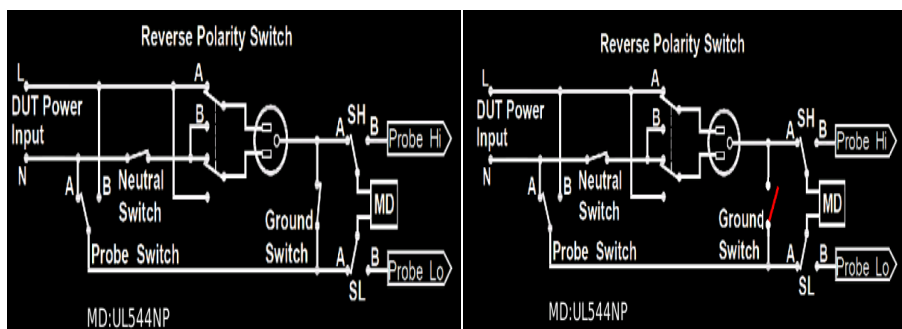 Reverse Polarity Switch
L
A
DUT Power
Input
B
SH
A
B
Probe Hi
N
A
B
Neutral
Switch
MD
Ground
Switch
Probe Switch
A
B
Probe Lo
SL
MD:UL544NP
Reverse Polarity Switch
L
A
DUT Power
Input
B
SH
A
B
Probe Hi
N
A
B
Neutral
Switch
MD
Ground
Switch
Probe Switch
A
B
Probe Lo
SL
MD:UL544NP